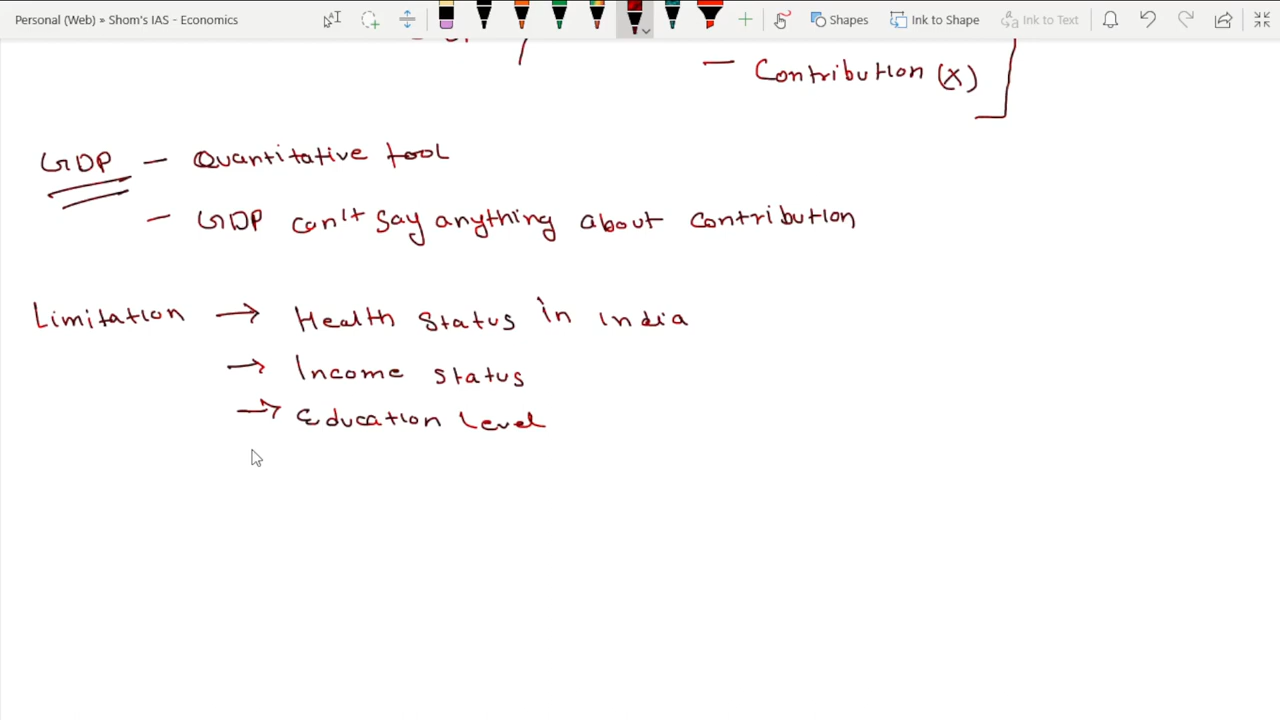 Personal (Web) » Shom's IAS - Economics
Shapes
Ink to Shape
Ink to Text
— Contribution (x)
GDP — Quantitative tool
— GDP can't say anything about contribution
Limitation → Health Status in India
→ Income status
→ Education Level